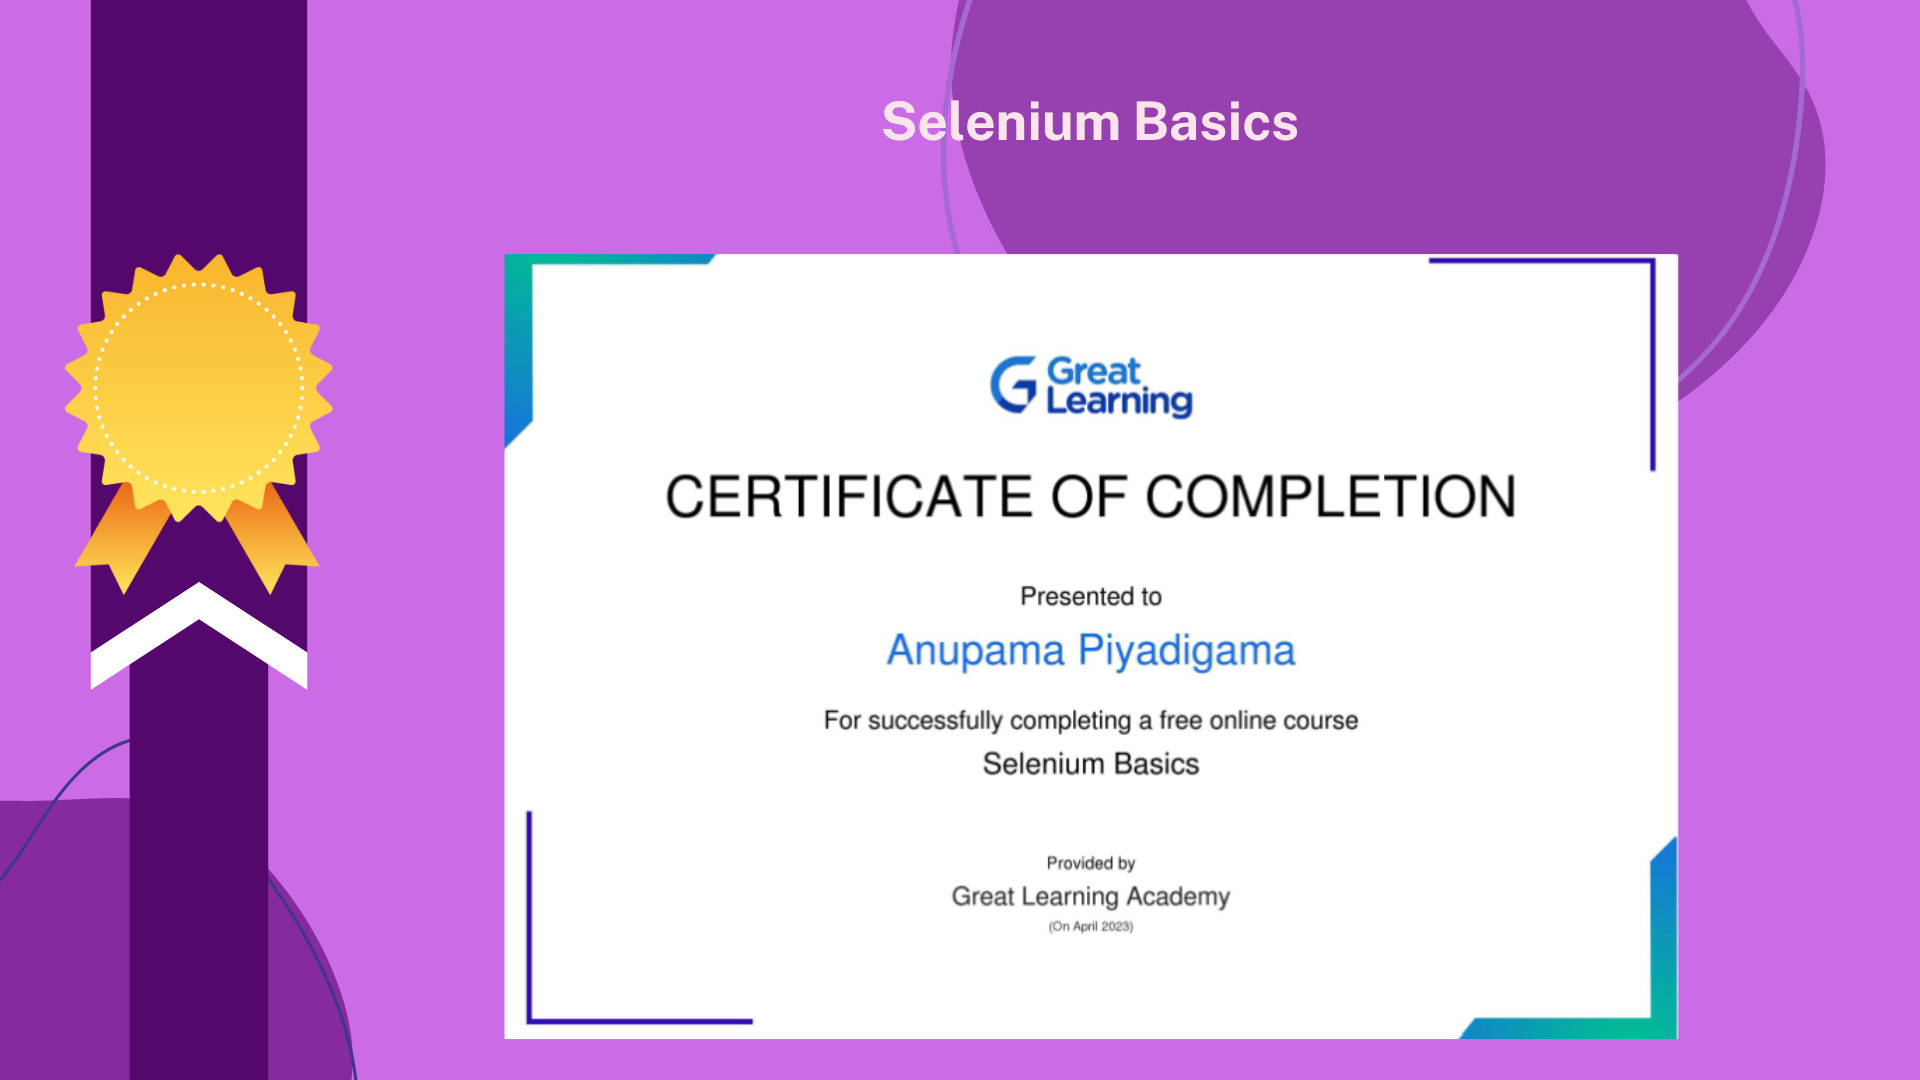 Selenium Basics
Great
Learning
CERTIFICATE OF COMPLETION
Presented to
Anupama Piyadigama
For successfully completing a free online course
Selenium Basics
Provided by
Great Learning Academy
(On April 2023)